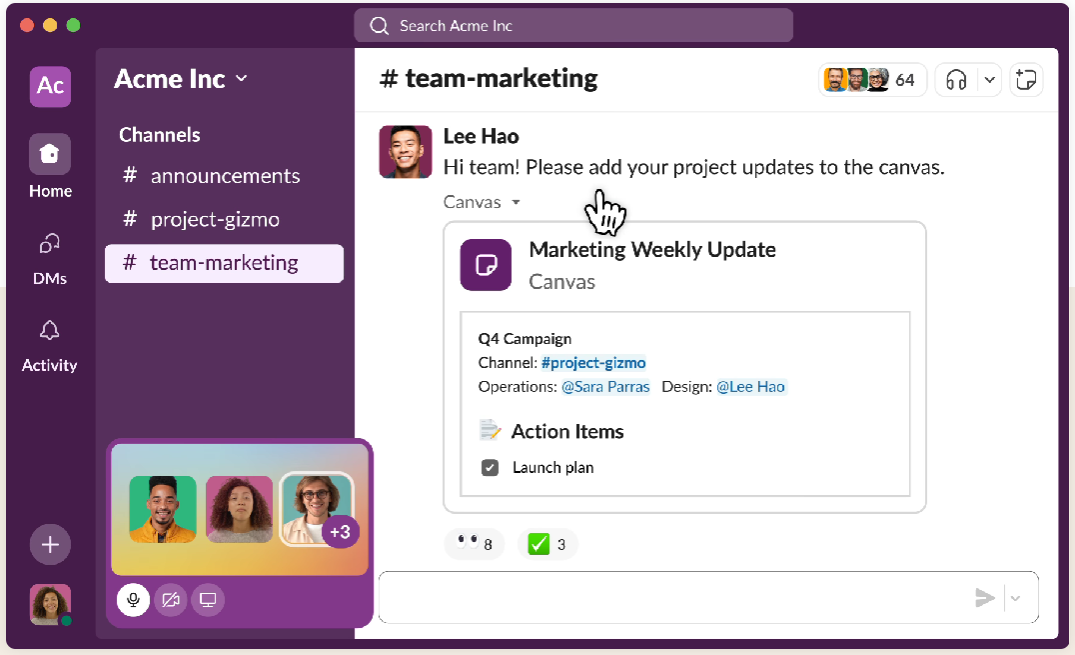 Search Acme Inc
Ac
Home
DMs
Activity
Acme Inc
Channels
# announcements
# project-gizmo
# team-marketing
+3
# team-marketing
64
Lee Hao
Hi team! Please add your project updates to the canvas.
Canvas
Marketing Weekly Update
Canvas
Q4 Campaign
Channel: #project-gizmo
Operations: @Sara Parras Design: @Lee Hao
Action Items
Launch plan
8
3